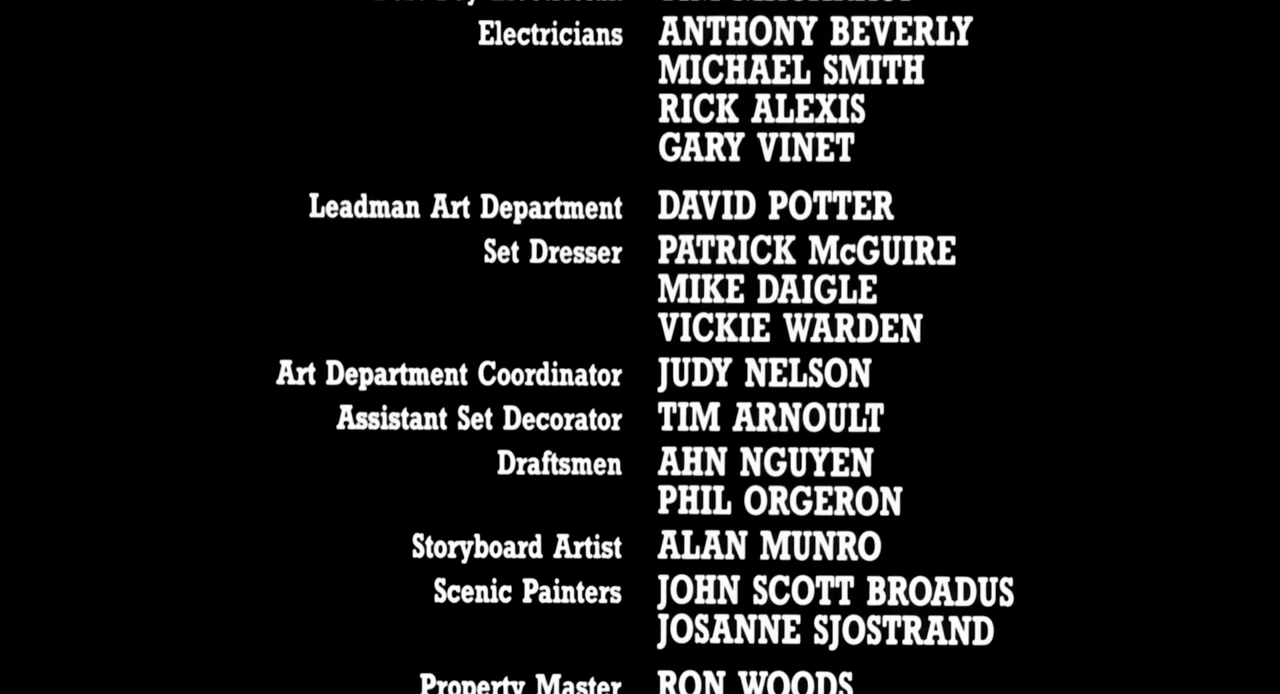 Electricians ANTHONY BEVERLY
MICHAEL SMITH
RICK ALEXIS
GARY VINET
Leadman Art Department DAVID POTTER
Set Dresser PATRICK McGUIRE
MIKE DAIGLE
VICKIE WARDEN
Art Department Coordinator JUDY NELSON
Assistant Set Decorator TIM ARNOULT
Draftsmen AHN NGUYEN
PHIL ORGERON
Storyboard Artist ALAN MUNRO
Scenic Painters JOHN SCOTT BROADUS
JOSANNE SJOSTRAND
Property Master RON WOODS